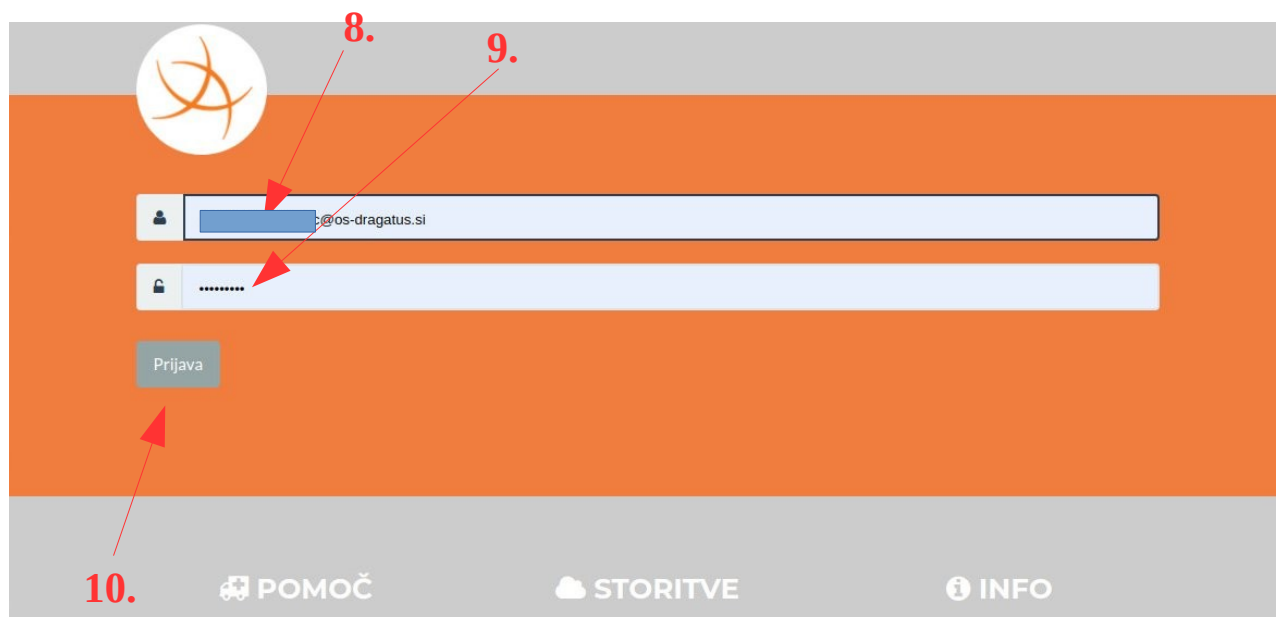 8.
9.
c@os-dragatus.si
•••••••••
Prijava
10.
POMOČ
STORITVE
INFO